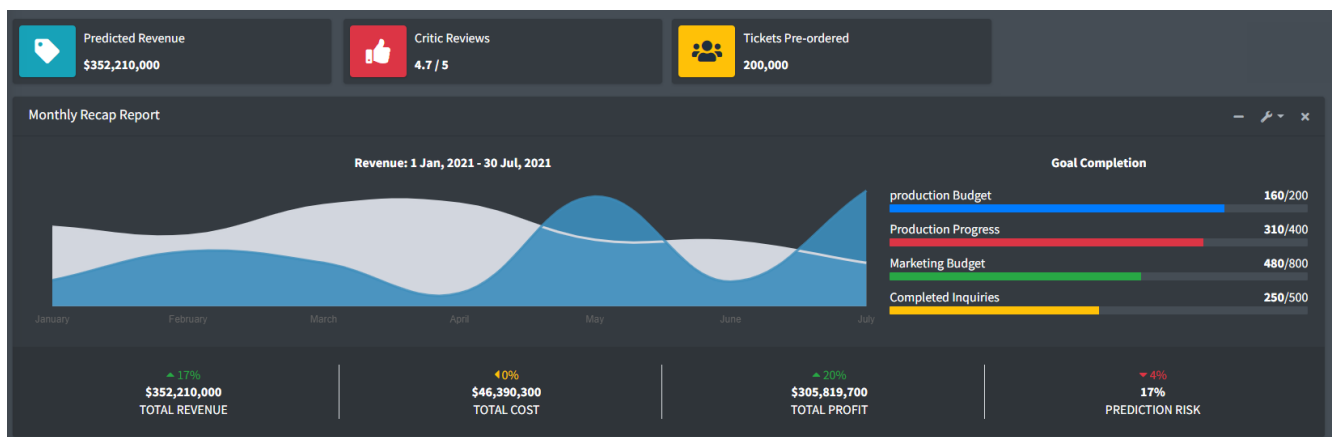 Predicted Revenue
$352,210,000
Critic Reviews
4.7 / 5
Tickets Pre-ordered
200,000
Monthly Recap Report
Revenue: 1 Jan, 2021 - 30 Jul, 2021
January February March April May June July
Goal Completion
production Budget 160/200
Production Progress 310/400
Marketing Budget 480/800
Completed Inquiries 250/500
17%
$352,210,000
TOTAL REVENUE
0%
$46,390,300
TOTAL COST
20%
$305,819,700
TOTAL PROFIT
4%
17%
PREDICTION RISK